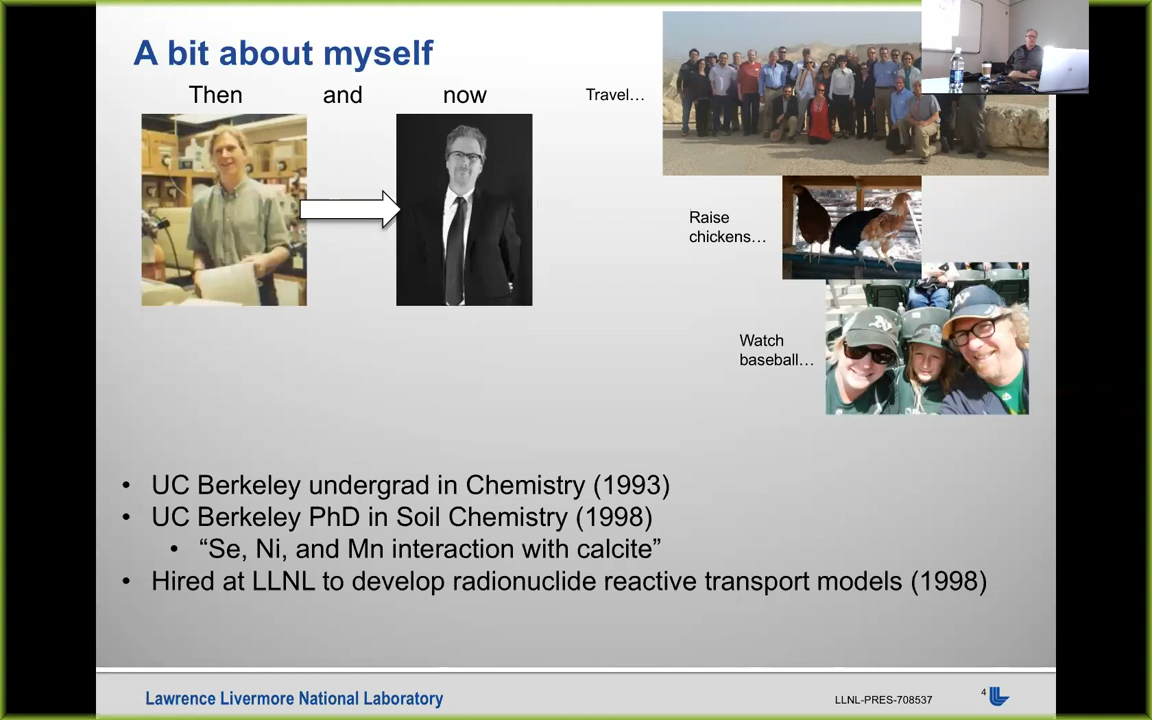 A bit about myself
Then and now
Travel…
Raise
chickens…
Watch
baseball…
• UC Berkeley undergrad in Chemistry (1993)
• UC Berkeley PhD in Soil Chemistry (1998)
• “Se, Ni, and Mn interaction with calcite”
• Hired at LLNL to develop radionuclide reactive transport models (1998)
Lawrence Livermore National Laboratory
LLNL-PRES-708537
4